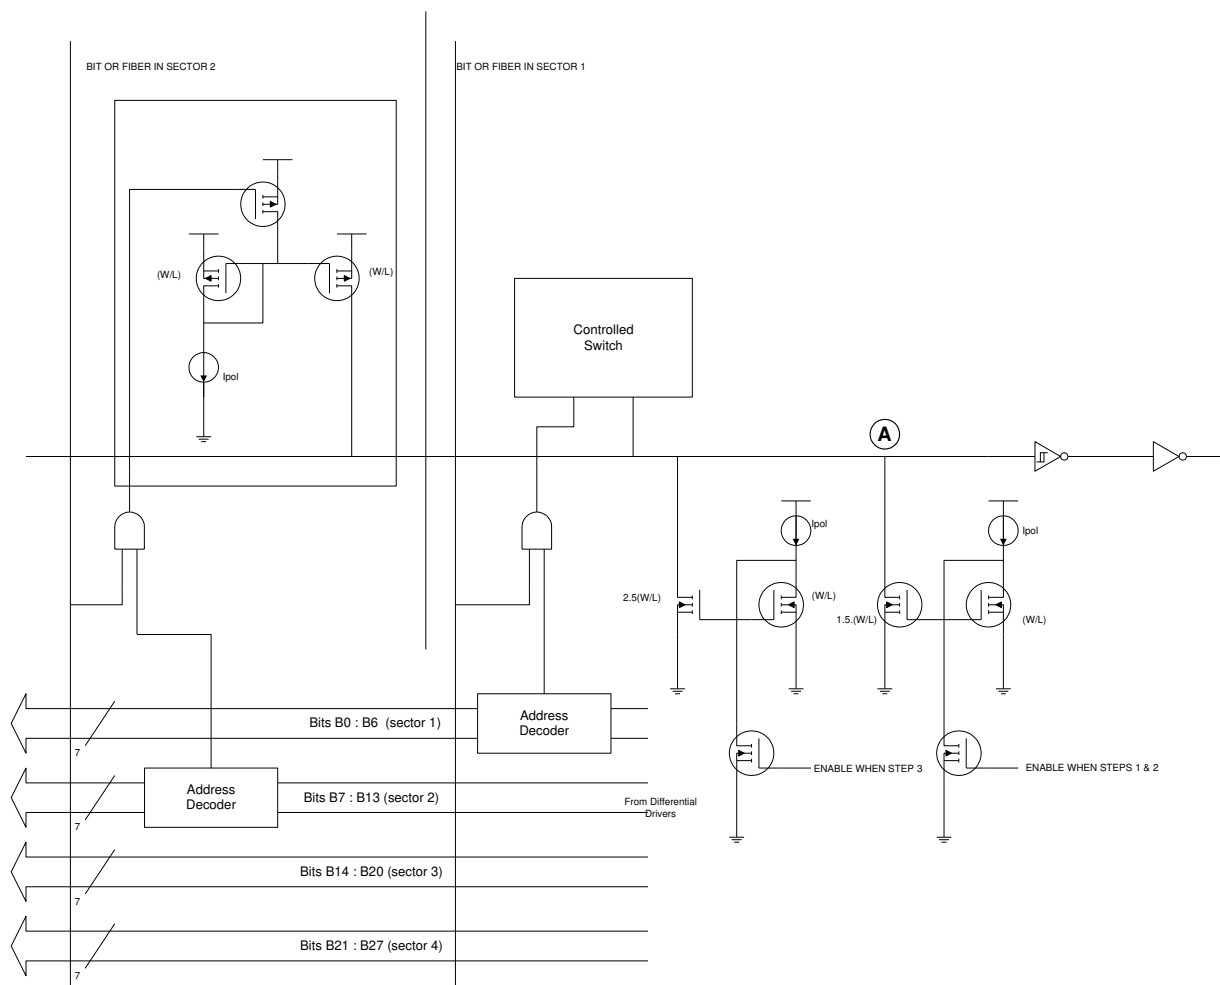 BIT OR FIBER IN SECTOR 2
BIT OR FIBER IN SECTOR 1
(W/L)
(W/L)
Ipol
Controlled
Switch
A
Ipol
Ipol
2.5(W/L)
(W/L)
1.5.(W/L)
(W/L)
Bits B0 : B6 (sector 1)
7
Address
Decoder
ENABLE WHEN STEP 3
ENABLE WHEN STEPS 1 & 2
Address
Decoder
Bits B7 : B13 (sector 2)
7
From Differential
Drivers
Bits B14 : B20 (sector 3)
7
Bits B21 : B27 (sector 4)
7